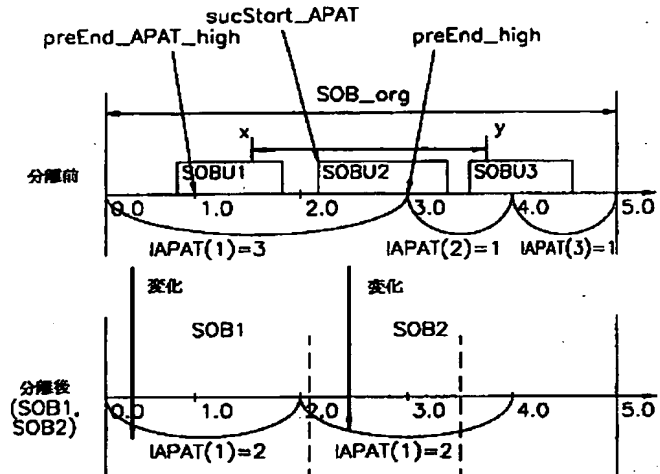 sucStart_APAT
preEnd_APAT_high
preEnd_high
SOB_org
x
y
分離前
SOBU1
SOBU2
SOBU3
0.0
1.0
2.0
3.0
4.0
5.0
IAPAT(1)=3
IAPAT(2)=1
IAPAT(3)=1
変化
変化
SOB1
SOB2
分離後
(SOB1,
SOB2)
0.0
1.0
2.0
3.0
4.0
5.0
IAPAT(1)=2
IAPAT(1)=2